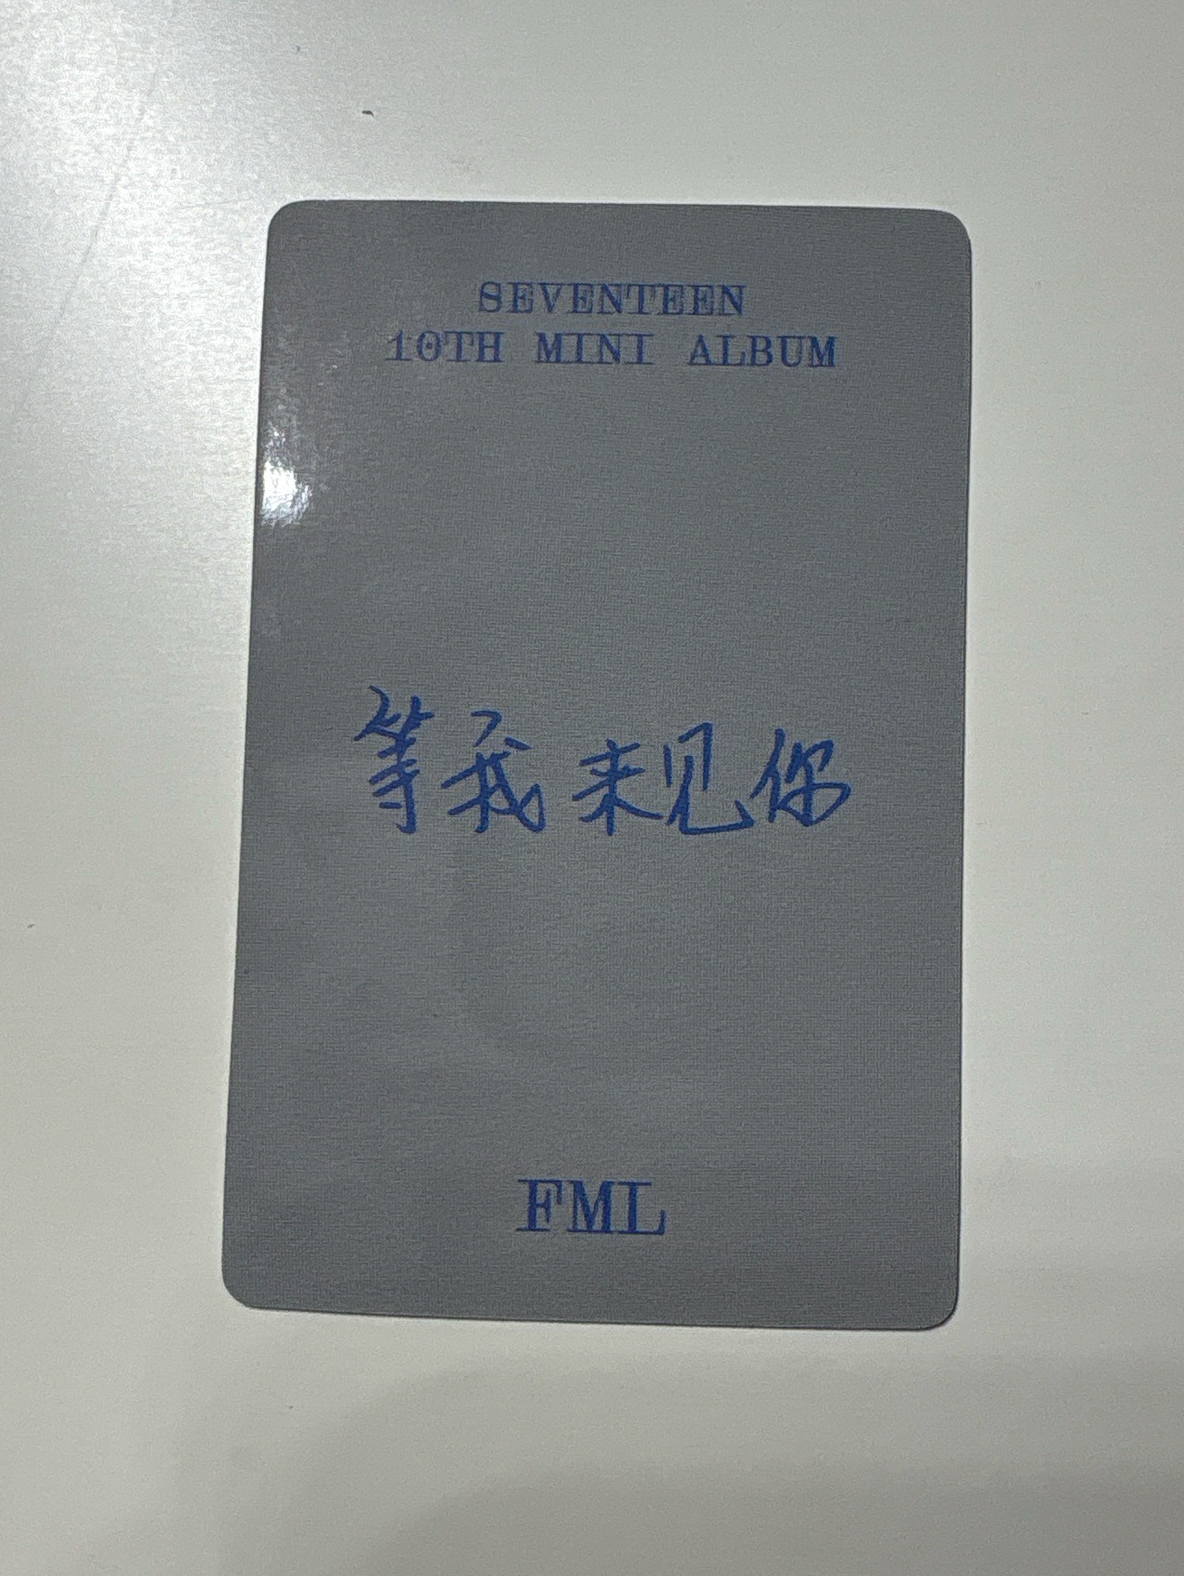 SEVENTEEN
10TH MINI ALBUM
等我来见你
FML